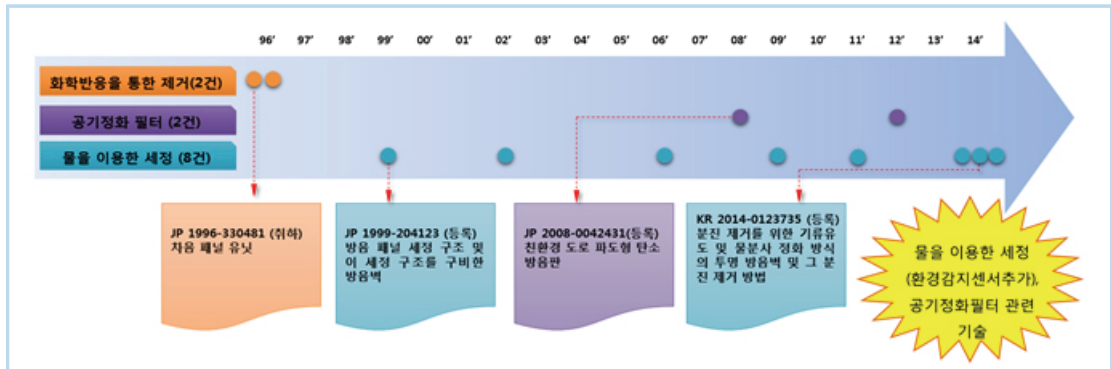 96’ 97’ 98’ 99’ 00’ 01’ 02’ 03’ 04’ 05’ 06’ 07’ 08’ 09’ 10’ 11’ 12’ 13’ 14’
화학반응을 통한 제거(2건)
공기정화 필터 (2건)
물을 이용한 세정 (8건)
JP 1996-330481 (취하)
차음 패널 유닛
JP 1999-204123 (등록)
방음 패널 세정 구조 및
이 세정 구조를 구비한
방음벽
JP 2008-0042431(등록)
친환경 도로 파도형 탄소
방음판
KR 2014-0123735 (등록)
분진 제거를 위한 기류유
도 및 물분사 정화 방식
의 투명 방음벽 및 그 분
진 제거 방법
물을 이용한 세정
(환경감지센서추가),
공기정화필터 관련
기술